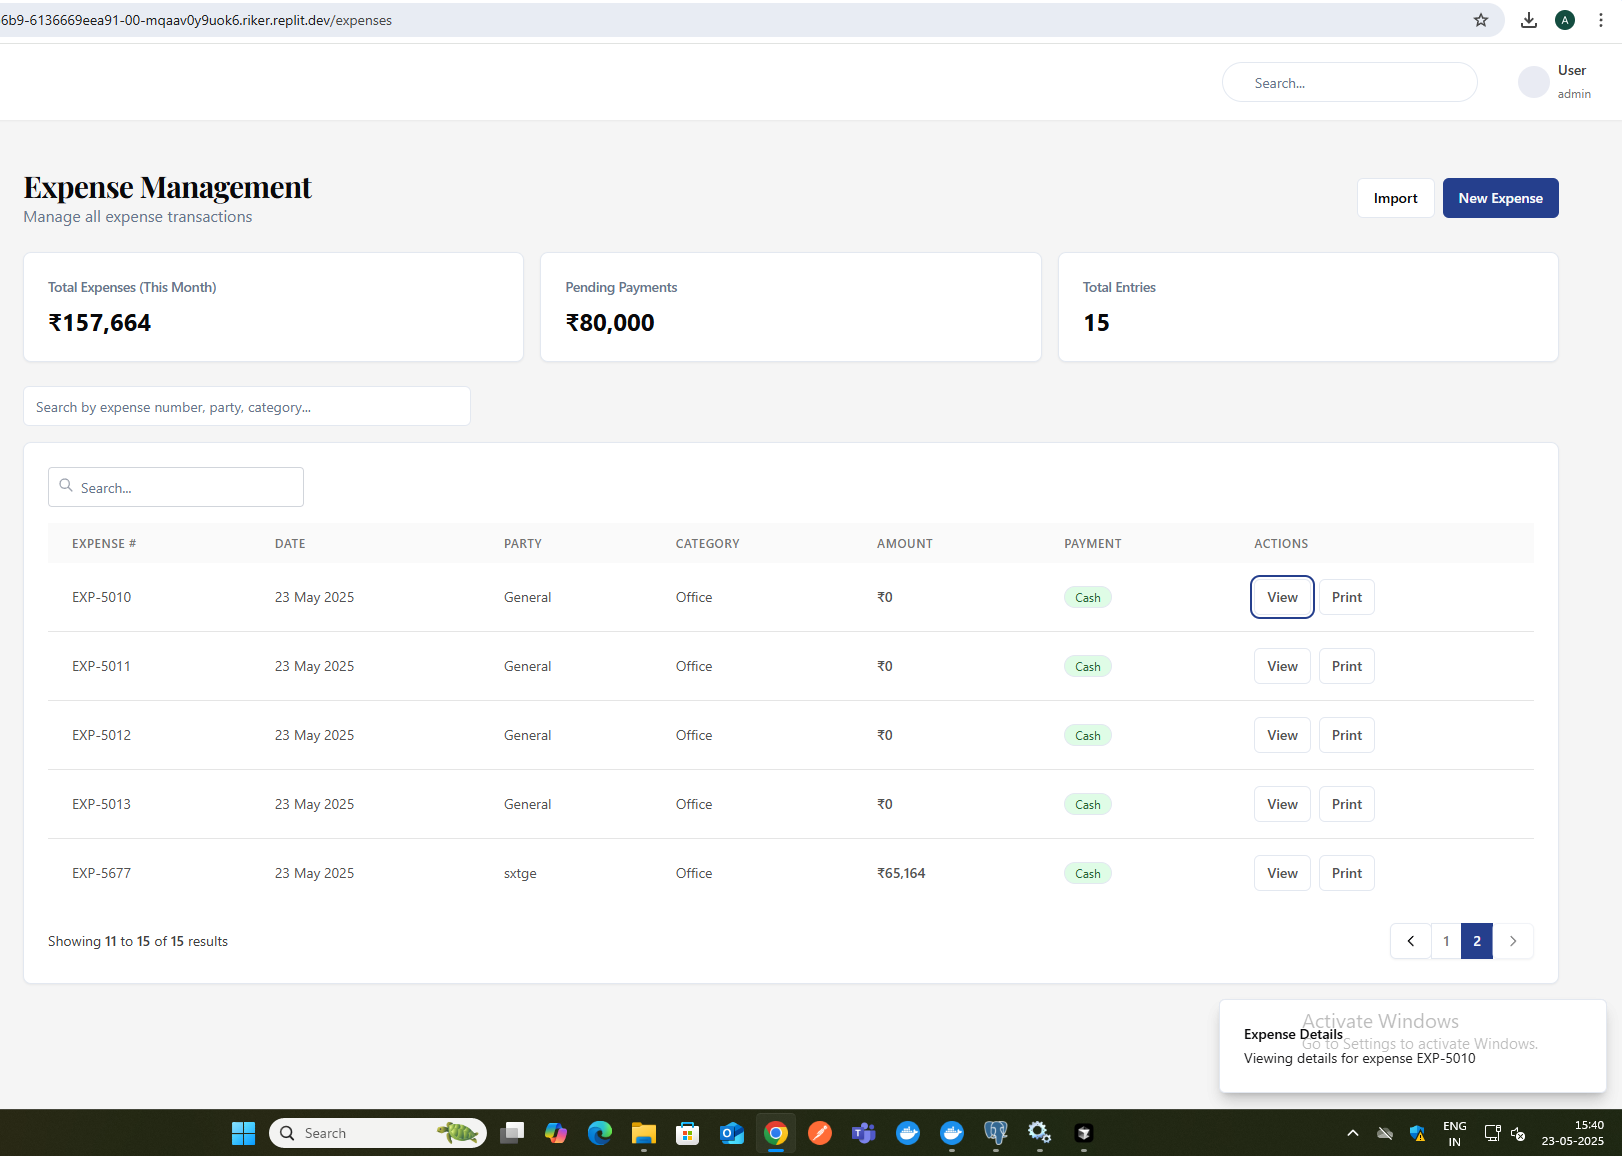 6b9-6136669eea91-00-mqaav0y9uok6.riker.replit.dev/expenses
A
Search...
User
admin
Expense Management
Manage all expense transactions
Import
New Expense
Total Expenses (This Month)
₹157,664
Pending Payments
₹80,000
Total Entries
15
Search by expense number, party, category...
Search...
EXPENSE # DATE PARTY CATEGORY AMOUNT PAYMENT ACTIONS
EXP-5010 23 May 2025 General Office ₹0 Cash View Print
EXP-5011 23 May 2025 General Office ₹0 Cash View Print
EXP-5012 23 May 2025 General Office ₹0 Cash View Print
EXP-5013 23 May 2025 General Office ₹0 Cash View Print
EXP-5677 23 May 2025 sxtge Office ₹65,164 Cash View Print
Showing 11 to 15 of 15 results
1 2
Activate Windows
Expense Details
Go to Settings to activate Windows.
Viewing details for expense EXP-5010
Search
ENG
IN
15:40
23-05-2025